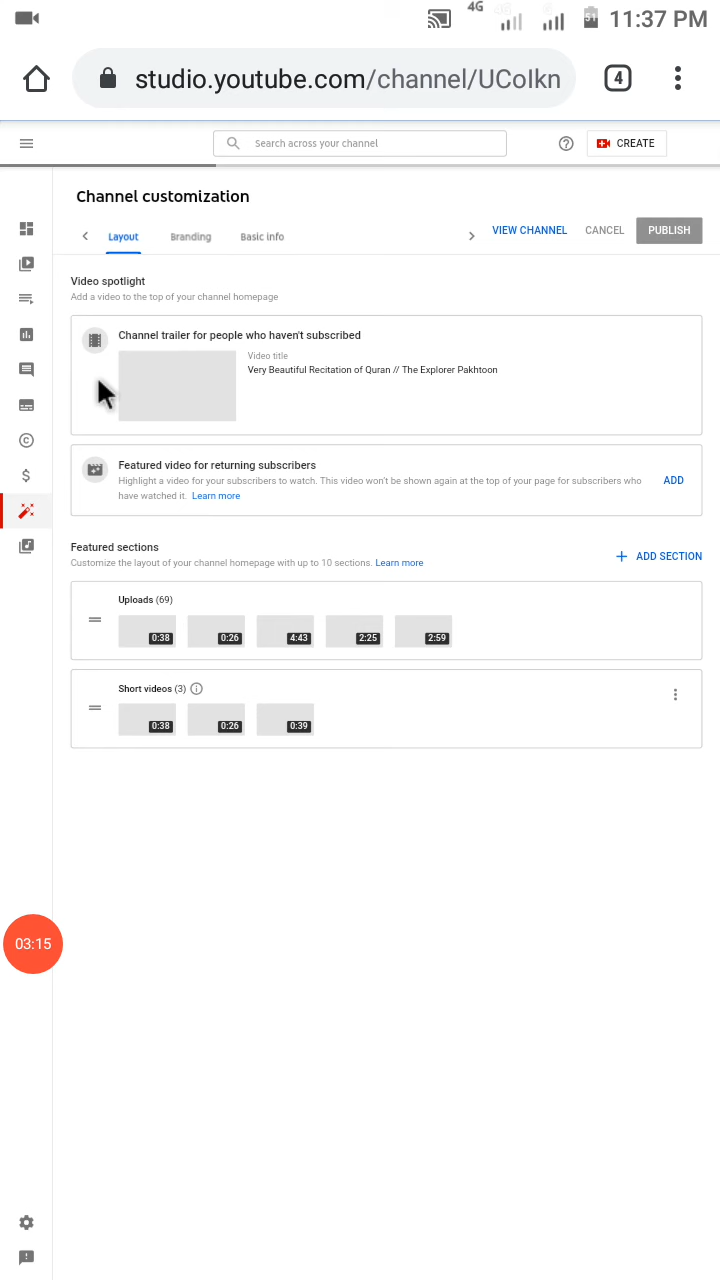 4G
51
11:37 PM
studio.youtube.com/channel/UCoIkn
4
Search across your channel
CREATE
Channel customization
Layout
Branding
Basic info
VIEW CHANNEL
CANCEL
PUBLISH
Video spotlight
Add a video to the top of your channel homepage
Channel trailer for people who haven't subscribed
Video title
Very Beautiful Recitation of Quran // The Explorer Pakhtoon
Featured video for returning subscribers
Highlight a video for your subscribers to watch. This video won't be shown again at the top of your page for subscribers who
have watched it. Learn more
ADD
Featured sections
Customize the layout of your channel homepage with up to 10 sections. Learn more
ADD SECTION
Uploads (69)
0:38
0:26
4:43
2:25
2:59
Short videos (3)
0:38
0:26
0:39
03:15